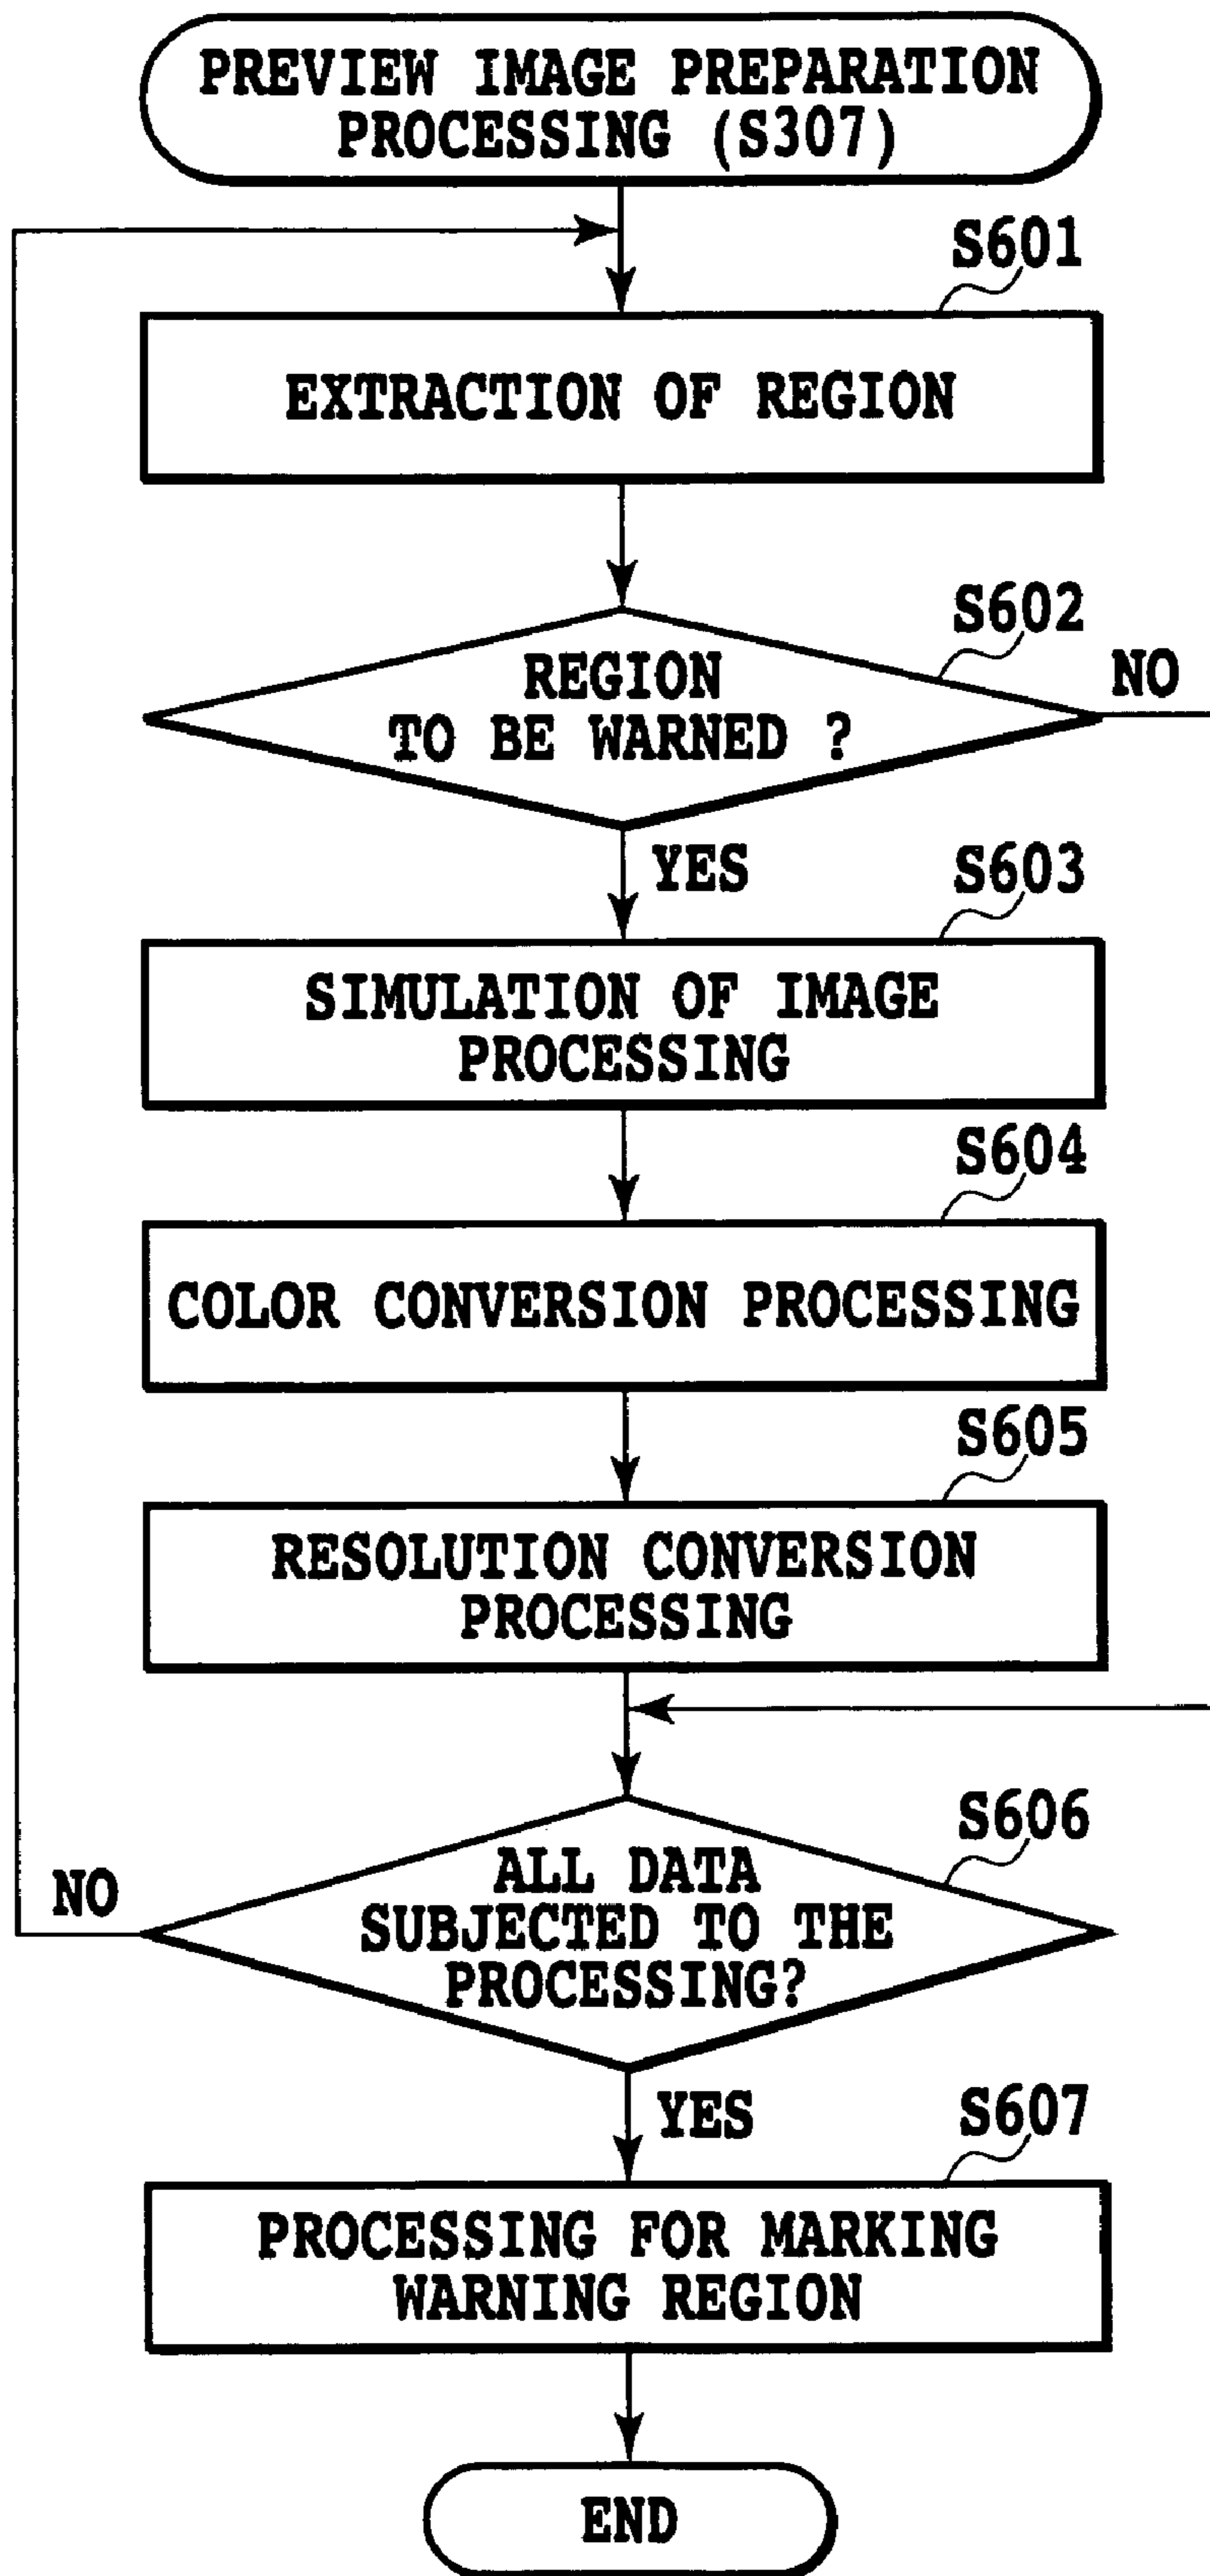 PREVIEW IMAGE PREPARATION
PROCESSING (S307)
S601
EXTRACTION OF REGION
S602
REGION
TO BE WARNED ?
NO
YES
S603
SIMULATION OF IMAGE
PROCESSING
S604
COLOR CONVERSION PROCESSING
S605
RESOLUTION CONVERSION
PROCESSING
S606
ALL DATA
SUBJECTED TO THE
PROCESSING?
NO
YES
S607
PROCESSING FOR MARKING
WARNING REGION
END